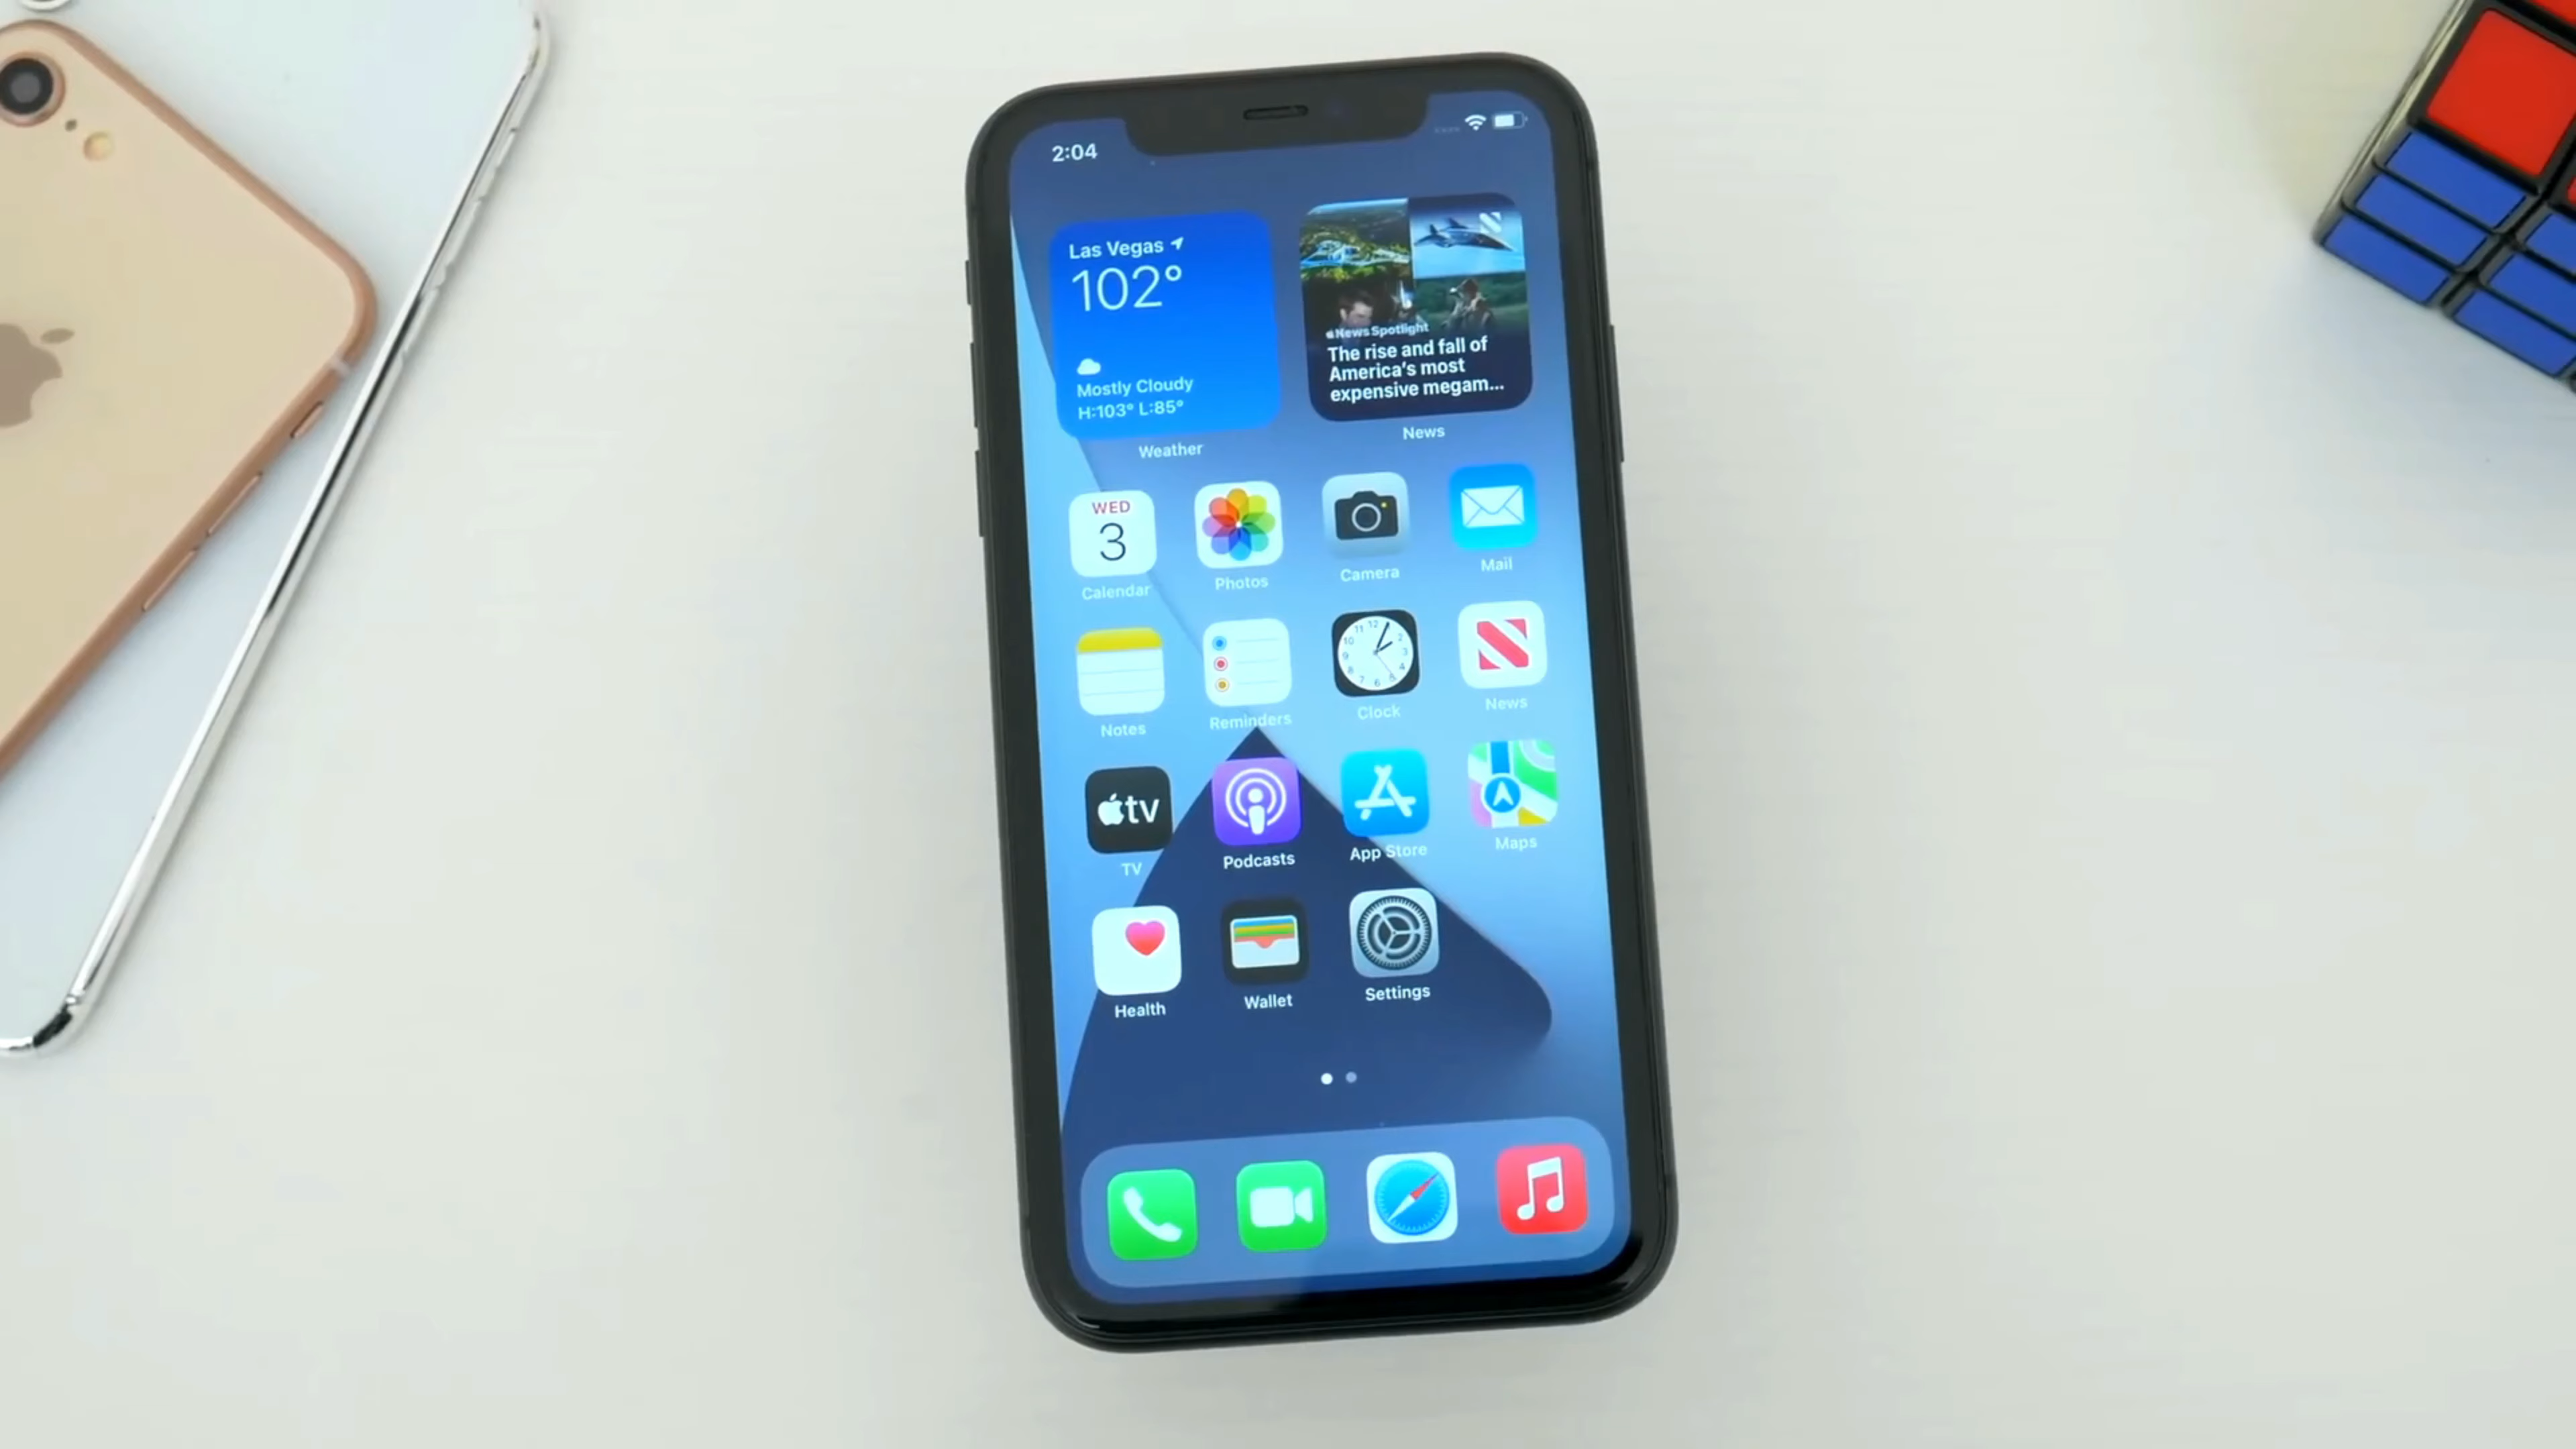 2:04
Las Vegas
102°
Mostly Cloudy
H:103° L:85°
Weather
News Spotlight
The rise and fall of
America's most
expensive megam...
News
WED
3
Calendar
Photos
Camera
Mail
Notes
Reminders
Clock
News
tv
TV
Podcasts
App Store
Maps
Health
Wallet
Settings